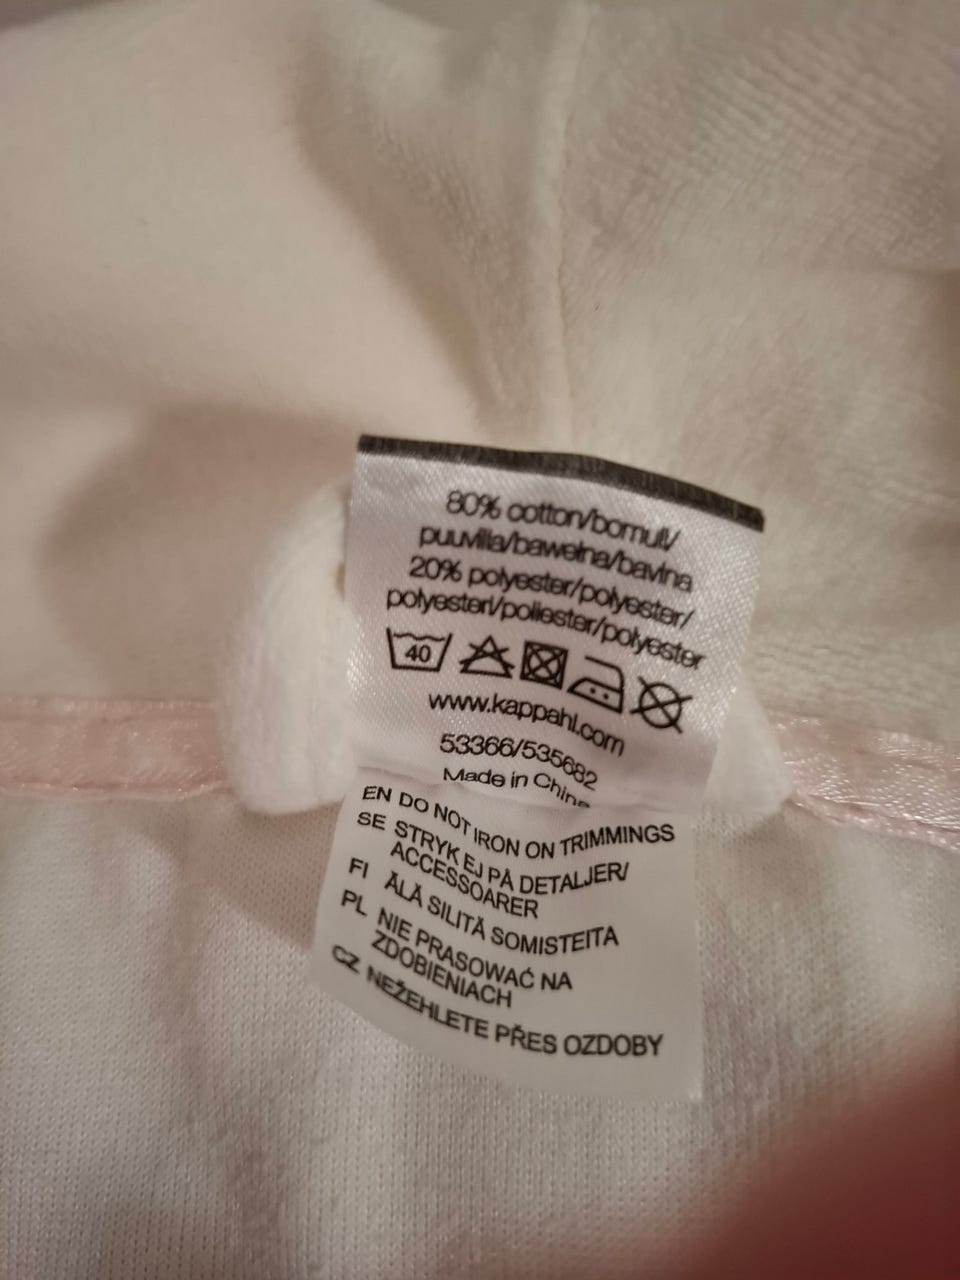 80% cotton/bomull/
puuvilla/bawełna/bavlna
20% polyester/polyester/
polyesteri/poliester/polyester
40
www.kappahl.com
53366/535682
Made in China
EN DO NOT IRON ON TRIMMINGS
SE STRYK EJ PÅ DETALJER/
ACCESSOARER
FI ÄLÄ SILITÄ SOMISTEITA
PL NIE PRASOWAĆ NA
ZDOBIENIACH
CZ NEŽEHLETE PŘES OZDOBY